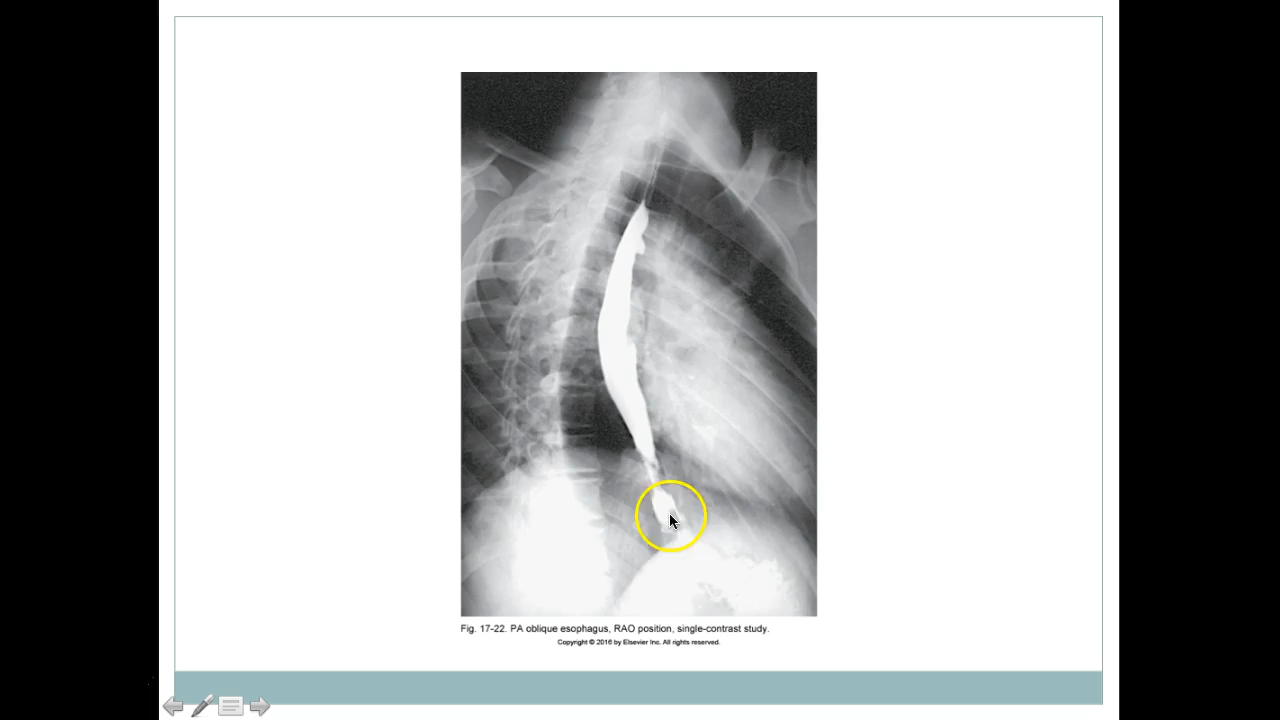 Fig. 17-22. PA oblique esophagus, RAO position, single-contrast study.
Copyright © 2016 by Elsevier Inc. All rights reserved.